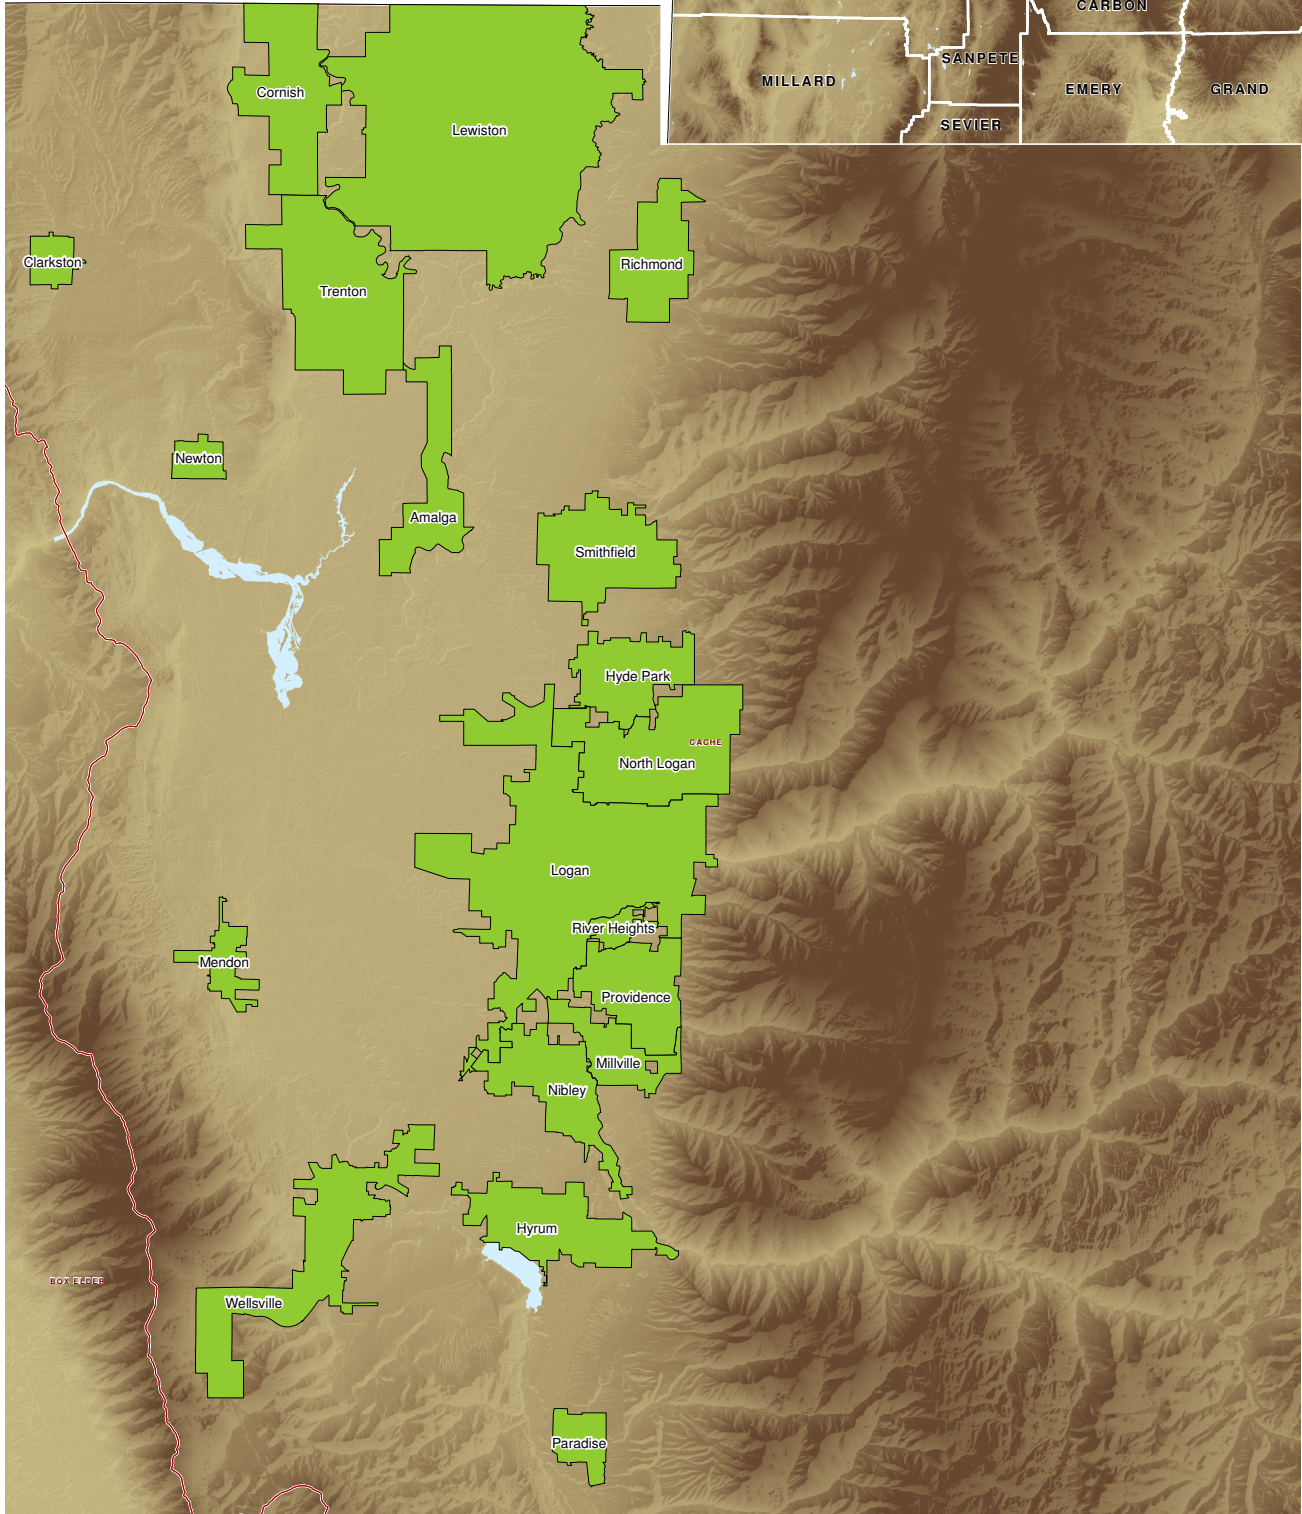 CARBON
SANPETE
MILLARD
EMERY
GRAND
SEVIER
Cornish
Lewiston
Clarkston
Richmond
Trenton
Newton
Amalga
Smithfield
Hyde Park
CACHE
North Logan
Logan
River Heights
Mendon
Providence
Millville
Nibley
Hyrum
BOX ELDER
Wellsville
Paradise